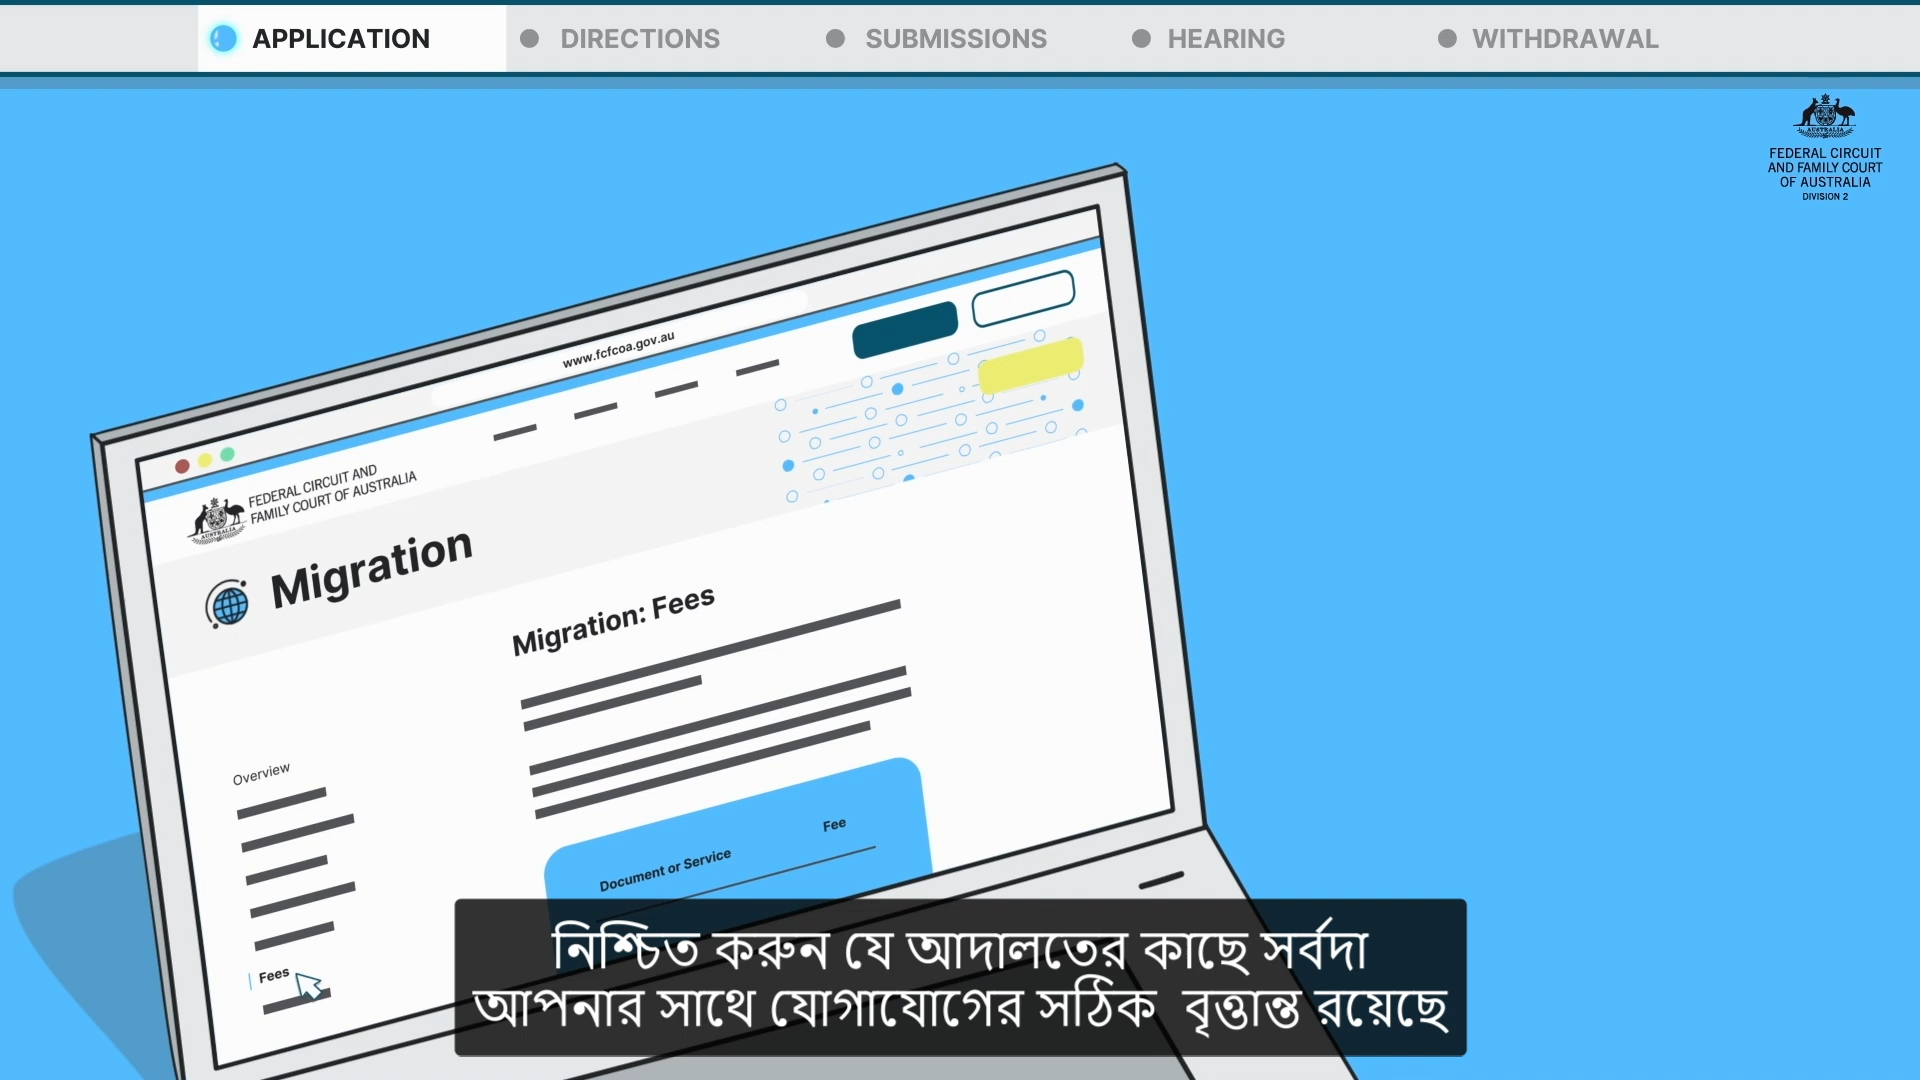 APPLICATION
DIRECTIONS
SUBMISSIONS
HEARING
WITHDRAWAL
AUSTRALIA
FEDERAL CIRCUIT
AND FAMILY COURT
OF AUSTRALIA
DIVISION 2
www.fcfcoa.gov.au
AUSTRALIA
FEDERAL CIRCUIT AND
FAMILY COURT OF AUSTRALIA
Migration
Migration: Fees
Overview
Fees
Document or Service
Fee
নিশ্চিত করুন যে আদালতের কাছে সর্বদা
আপনার সাথে যোগাযোগের সঠিক বৃত্তান্ত রয়েছে